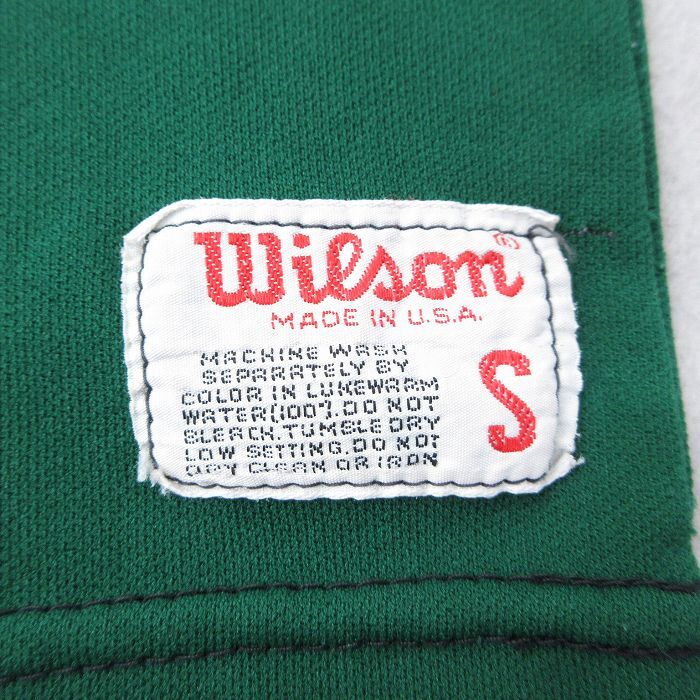 Wilson®
MADE IN U.S.A.
MACHINE WASH
SEPARATELY BY
COLOR IN LUKEWARM
WATER(100°).DO NOT
BLEACH.TUMBLE DRY
LOW SETTING.DO NOT
DRY CLEAN OR IRON
S